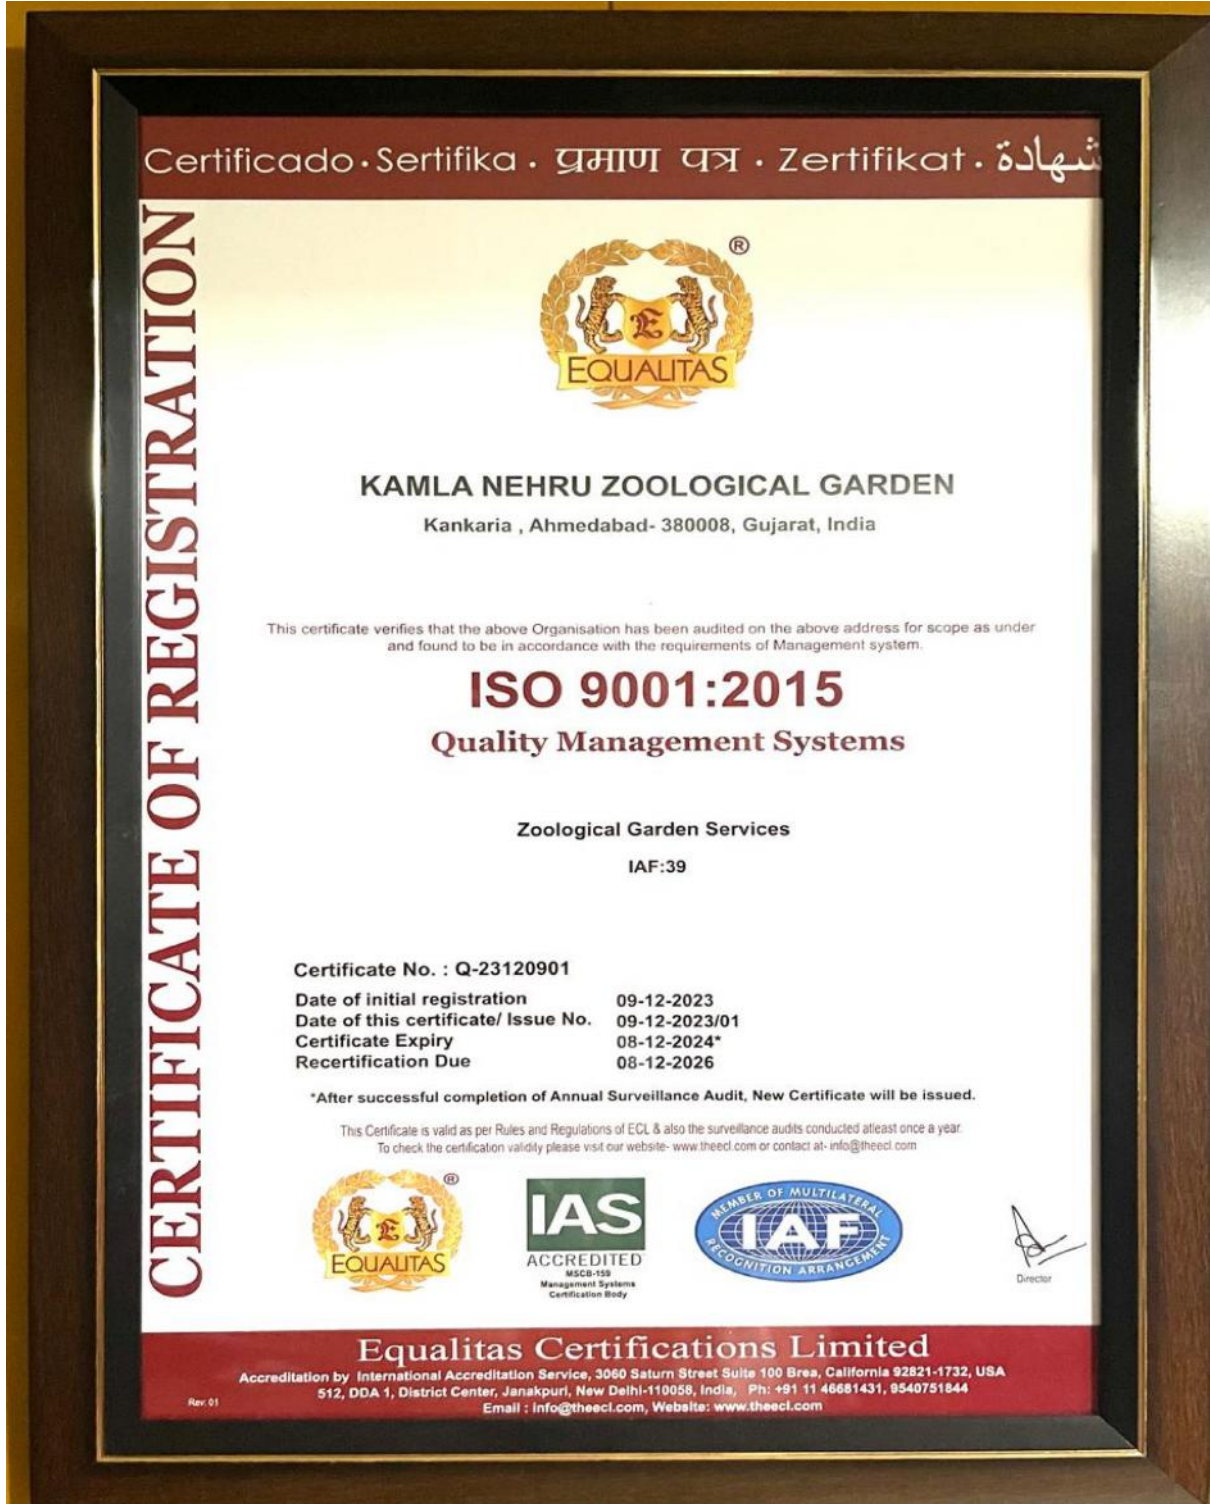 Certificado · Sertifika · प्रमाण पत्र · Zertifikat · شهادة
CERTIFICATE OF REGISTRATION
®
E
EQUALITAS
KAMLA NEHRU ZOOLOGICAL GARDEN
Kankaria , Ahmedabad- 380008, Gujarat, India
This certificate verifies that the above Organisation has been audited on the above address for scope as under
and found to be in accordance with the requirements of Management system.
ISO 9001:2015
Quality Management Systems
Zoological Garden Services
IAF:39
Certificate No. : Q-23120901
Date of initial registration 09-12-2023
Date of this certificate/ Issue No. 09-12-2023/01
Certificate Expiry 08-12-2024*
Recertification Due 08-12-2026
*After successful completion of Annual Surveillance Audit, New Certificate will be issued.
This Certificate is valid as per Rules and Regulations of ECL & also the surveillance audits conducted atleast once a year.
To check the certification validity please visit our website- www.theecl.com or contact at- info@theecl.com
®
E
EQUALITAS
IAS
ACCREDITED
MSCB-159
Management Systems
Certification Body
MEMBER OF MULTILATERAL
IAF
RECOGNITION ARRANGEMENT
Director
Equalitas Certifications Limited
Accreditation by International Accreditation Service, 3060 Saturn Street Suite 100 Brea, California 92821-1732, USA
512, DDA 1, District Center, Janakpuri, New Delhi-110058, India, Ph: +91 11 46681431, 9540751844
Rev: 01
Email : info@theecl.com, Website: www.theecl.com